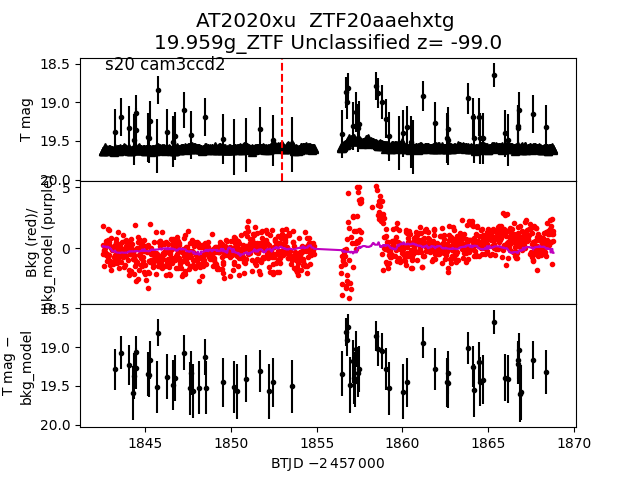 AT2020xu  ZTF20aaehxtg
19.959g_ZTF Unclassified z= -99.0
s20 cam3ccd2
T mag
18.5
19.0
19.5
20.0
Bkg (red)/
bkg_model (purple)
5
0
T mag −
bkg_model
18.5
19.0
19.5
20.0
1845 1850 1855 1860 1865 1870
BTJD −2 457 000